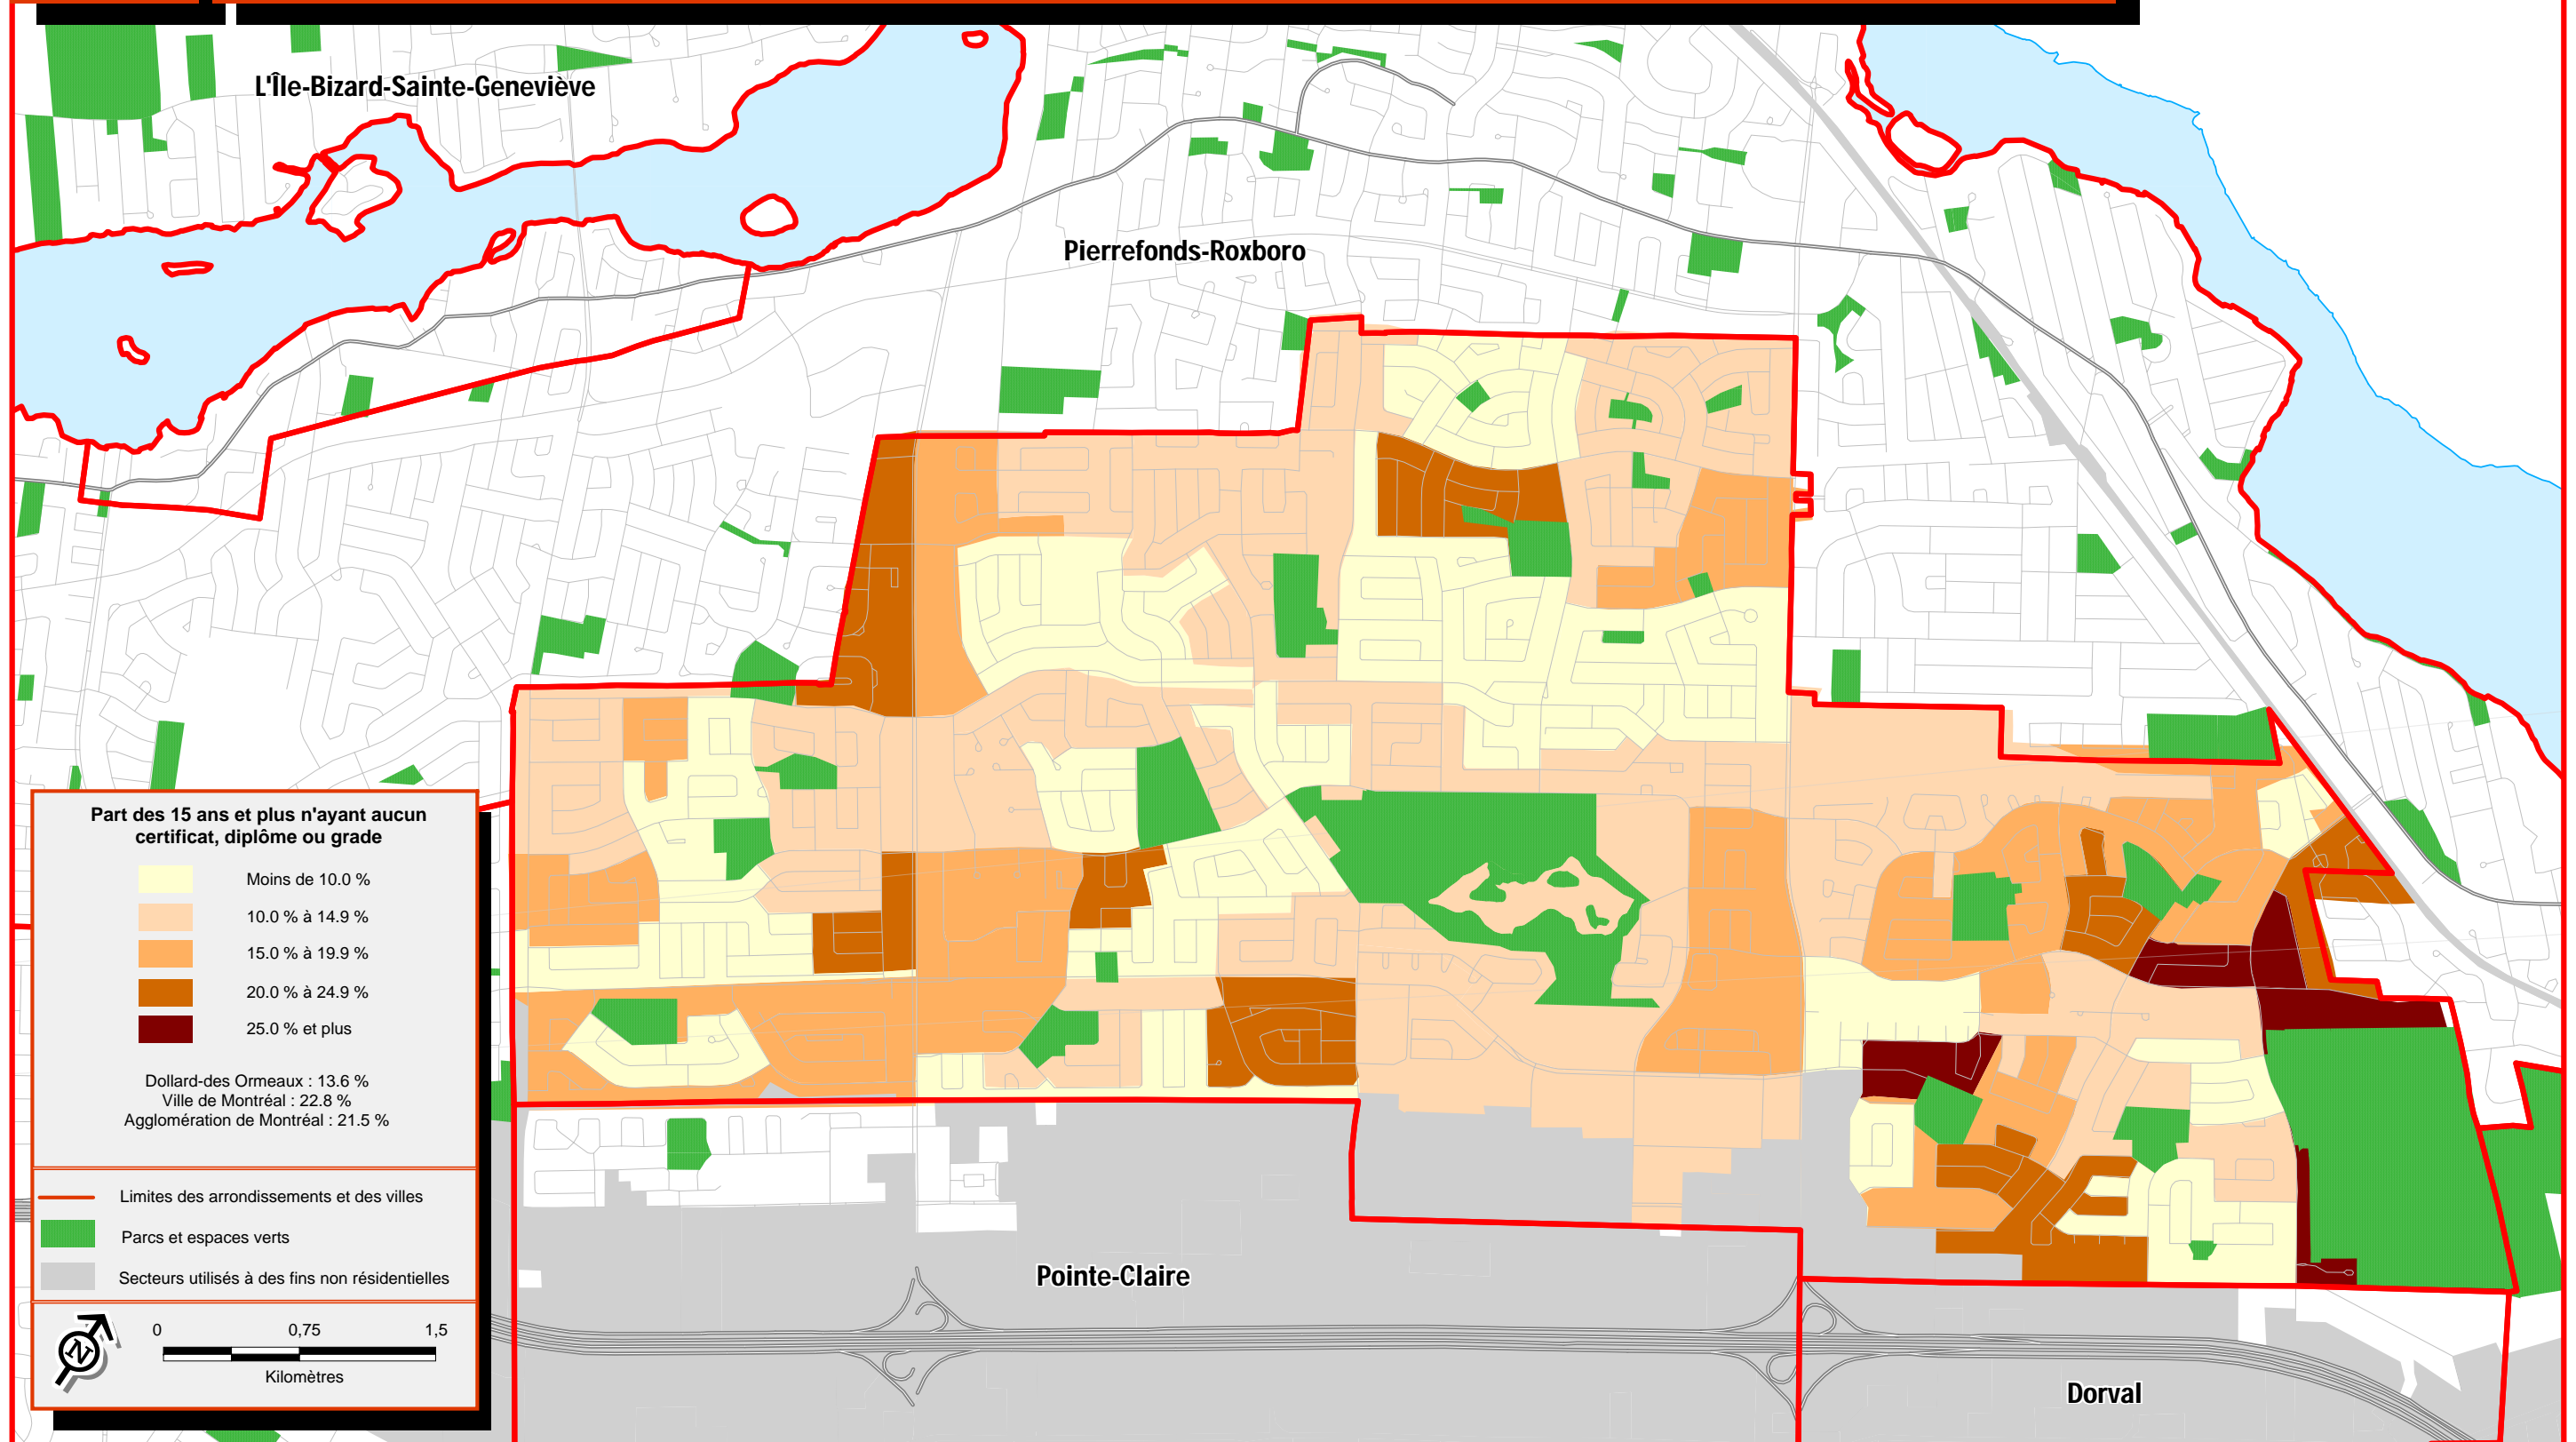 L'Île-Bizard-Sainte-Geneviève
Pierrefonds-Roxboro
Part des 15 ans et plus n'ayant aucun
certificat, diplôme ou grade
Moins de 10.0 %
10.0 % à 14.9 %
15.0 % à 19.9 %
20.0 % à 24.9 %
25.0 % et plus
Dollard-des Ormeaux : 13.6 %
Ville de Montréal : 22.8 %
Agglomération de Montréal : 21.5 %
Limites des arrondissements et des villes
Parcs et espaces verts
Secteurs utilisés à des fins non résidentielles
N
0 0,75 1,5
Kilomètres
Pointe-Claire
Dorval